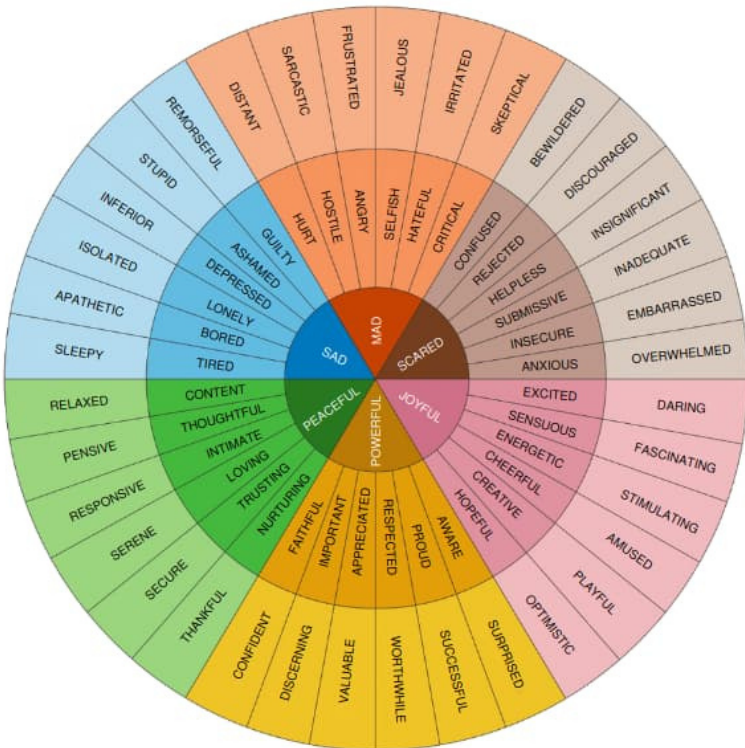 MAD
SCARED
JOYFUL
POWERFUL
PEACEFUL
SAD
HURT
HOSTILE
ANGRY
SELFISH
HATEFUL
CRITICAL
CONFUSED
REJECTED
HELPLESS
SUBMISSIVE
INSECURE
ANXIOUS
EXCITED
SENSUOUS
ENERGETIC
CHEERFUL
CREATIVE
HOPEFUL
AWARE
PROUD
RESPECTED
APPRECIATED
IMPORTANT
FAITHFUL
NURTURING
TRUSTING
LOVING
INTIMATE
THOUGHTFUL
CONTENT
TIRED
BORED
LONELY
DEPRESSED
ASHAMED
GUILTY
DISTANT
SARCASTIC
FRUSTRATED
JEALOUS
IRRITATED
SKEPTICAL
BEWILDERED
DISCOURAGED
INSIGNIFICANT
INADEQUATE
EMBARRASSED
OVERWHELMED
DARING
FASCINATING
STIMULATING
AMUSED
PLAYFUL
OPTIMISTIC
SURPRISED
SUCCESSFUL
WORTHWHILE
VALUABLE
DISCERNING
CONFIDENT
THANKFUL
SECURE
SERENE
RESPONSIVE
PENSIVE
RELAXED
SLEEPY
APATHETIC
ISOLATED
INFERIOR
STUPID
REMORSEFUL